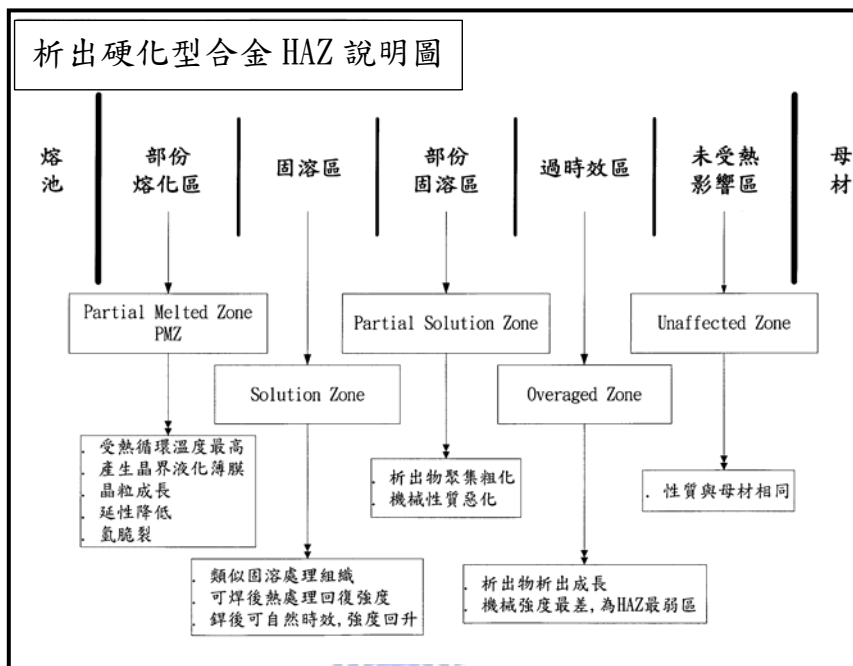 析出硬化型合金 HAZ 說明圖
熔池
部份熔化區
固溶區
部份固溶區
過時效區
未受熱影響區
母材
Partial Melted Zone
PMZ
Partial Solution Zone
Unaffected Zone
Solution Zone
Overaged Zone
. 受熱循環溫度最高
. 產生晶界液化薄膜
. 晶粒成長
. 延性降低
. 氫脆裂
. 析出物聚集粗化
. 機械性質惡化
. 性質與母材相同
. 類似固溶處理組織
. 可焊後熱處理回復強度
. 銲後可自然時效,強度回升
. 析出物析出成長
. 機械強度最差,為HAZ最弱區